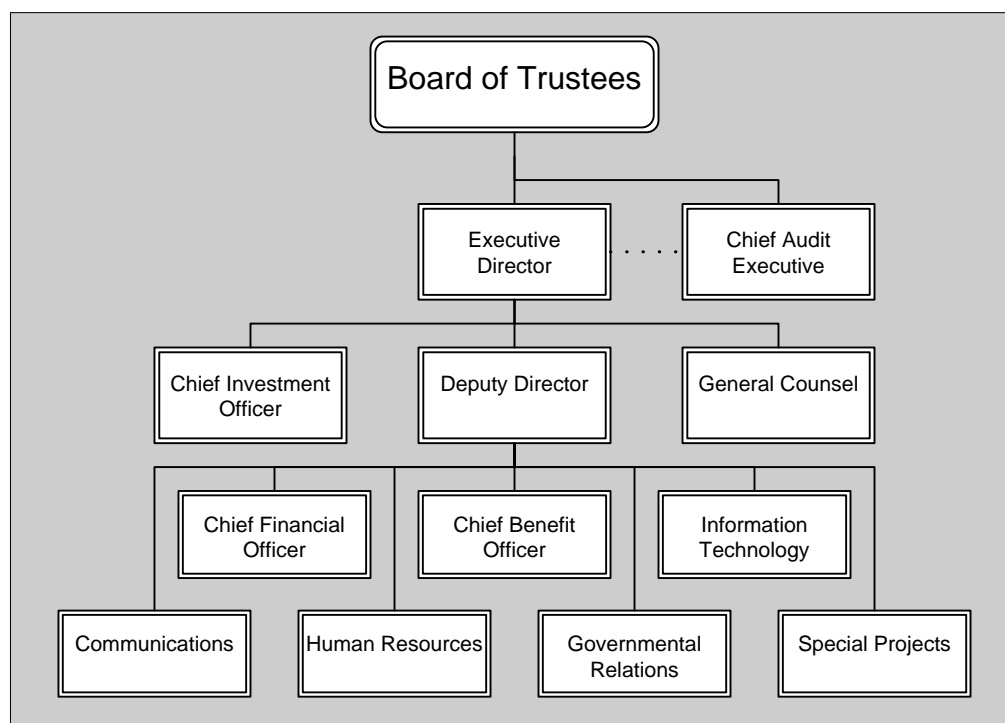 Board of Trustees
Executive
Director
Chief Audit
Executive
Chief Investment
Officer
Deputy Director
General Counsel
Chief Financial
Officer
Chief Benefit
Officer
Information
Technology
Communications
Human Resources
Governmental
Relations
Special Projects